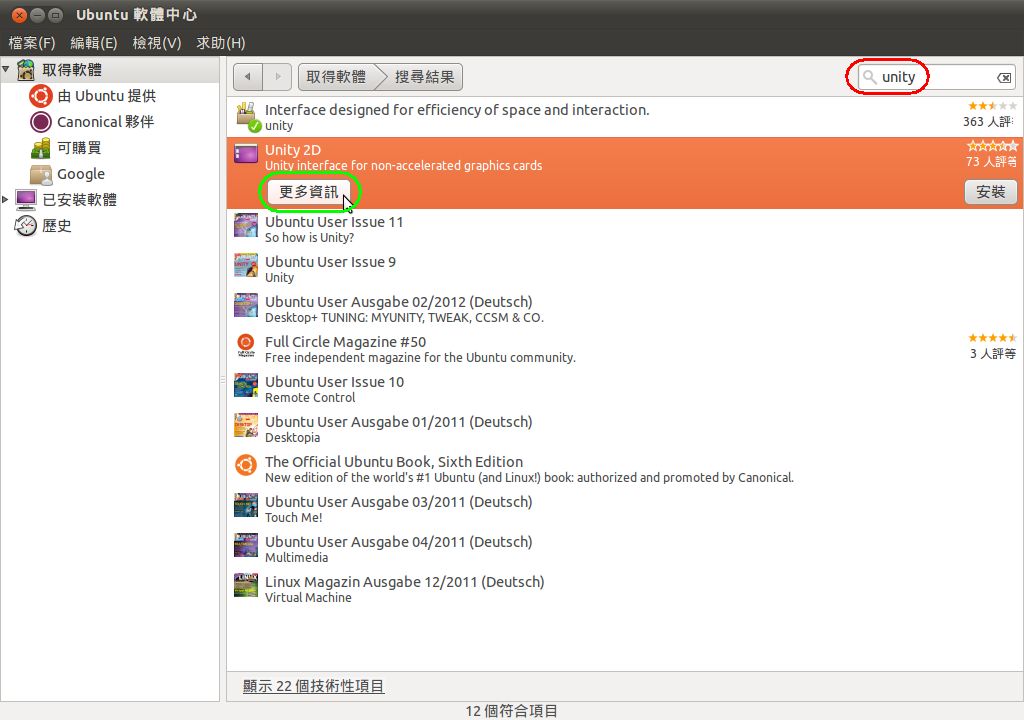 Ubuntu 軟體中心
檔案(F) 編輯(E) 檢視(V) 求助(H)
取得軟體
由 Ubuntu 提供
Canonical 夥伴
可購買
Google
已安裝軟體
歷史
取得軟體 搜尋結果
unity
Interface designed for efficiency of space and interaction.
unity
363 人評
Unity 2D
Unity interface for non-accelerated graphics cards
73 人評等
更多資訊
安裝
Ubuntu User Issue 11
So how is Unity?
Ubuntu User Issue 9
Unity
Ubuntu User Ausgabe 02/2012 (Deutsch)
Desktop+ TUNING: MYUNITY, TWEAK, CCSM & CO.
Full Circle Magazine #50
Free independent magazine for the Ubuntu community.
3 人評等
Ubuntu User Issue 10
Remote Control
Ubuntu User Ausgabe 01/2011 (Deutsch)
Desktopia
The Official Ubuntu Book, Sixth Edition
New edition of the world's #1 Ubuntu (and Linux!) book: authorized and promoted by Canonical.
Ubuntu User Ausgabe 03/2011 (Deutsch)
Touch Me!
Ubuntu User Ausgabe 04/2011 (Deutsch)
Multimedia
Linux Magazin Ausgabe 12/2011 (Deutsch)
Virtual Machine
顯示 22 個技術性項目
12 個符合項目